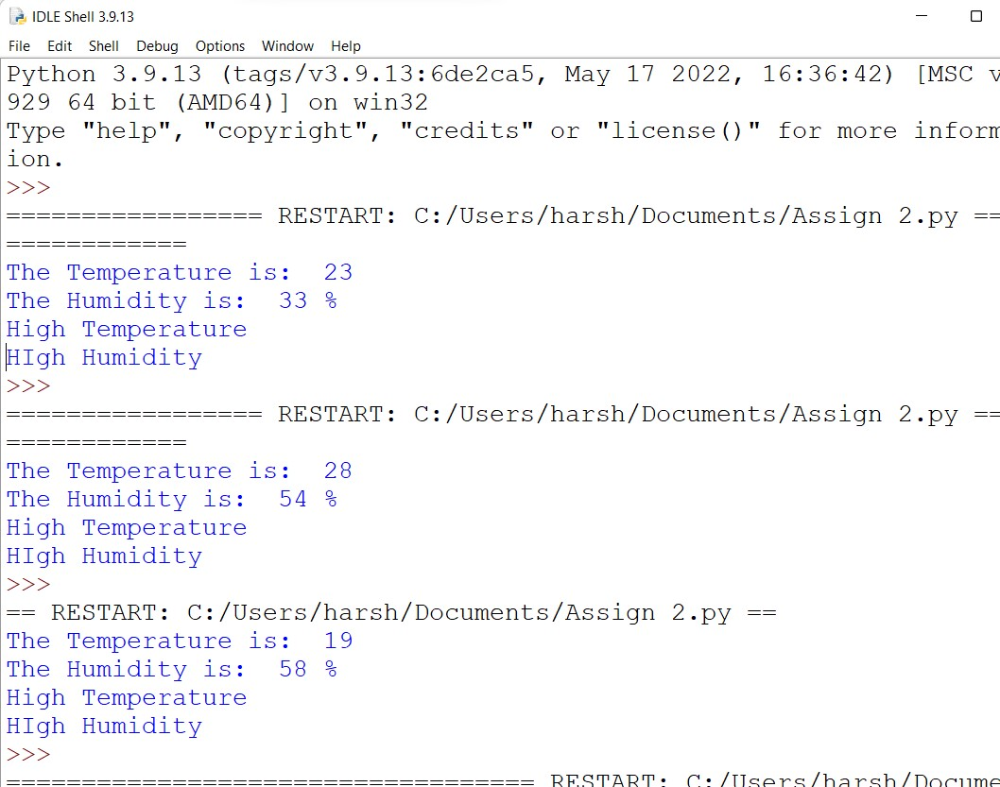 IDLE Shell 3.9.13
File Edit Shell Debug Options Window Help
Python 3.9.13 (tags/v3.9.13:6de2ca5, May 17 2022, 16:36:42) [MSC v
929 64 bit (AMD64)] on win32
Type "help", "copyright", "credits" or "license()" for more inform
ion.
>>>
================= RESTART: C:/Users/harsh/Documents/Assign 2.py ==
============
The Temperature is:  23
The Humidity is:  33 %
High Temperature
HIgh Humidity
>>>
================= RESTART: C:/Users/harsh/Documents/Assign 2.py ==
============
The Temperature is:  28
The Humidity is:  54 %
High Temperature
HIgh Humidity
>>>
== RESTART: C:/Users/harsh/Documents/Assign 2.py ==
The Temperature is:  19
The Humidity is:  58 %
High Temperature
HIgh Humidity
>>>
=================================== RESTART: C:/Users/harsh/Docume